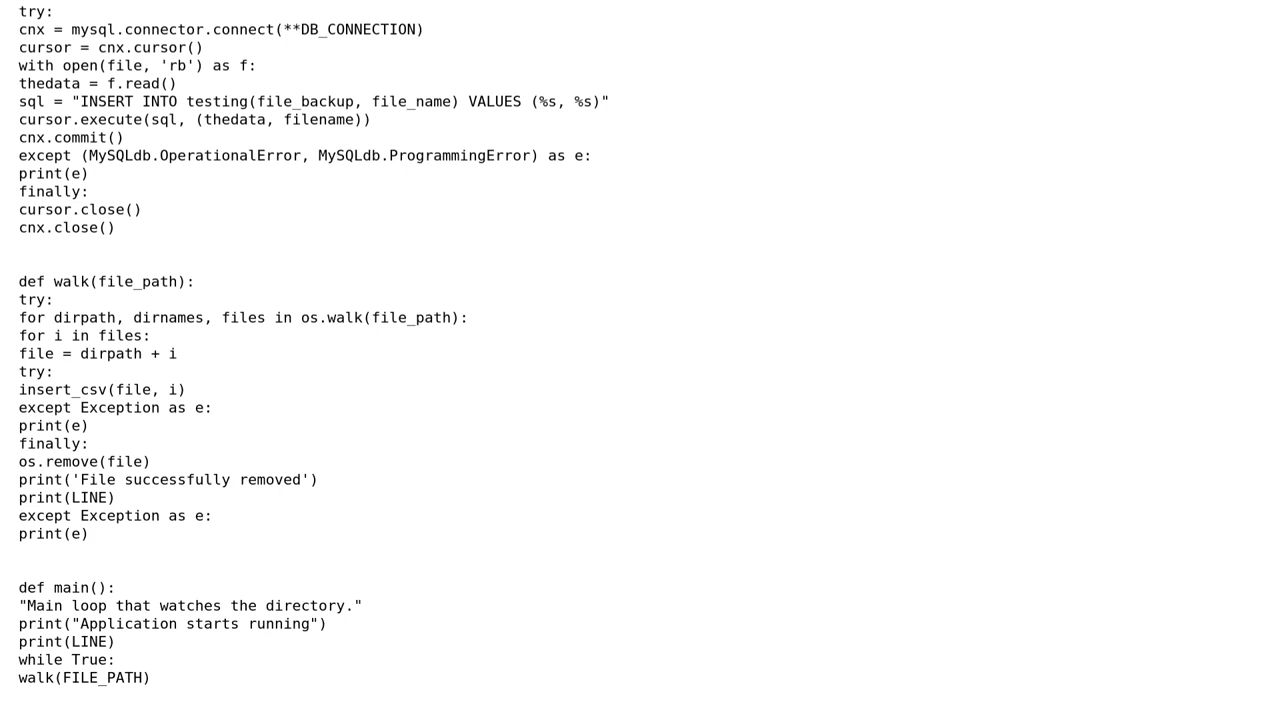 try:
cnx = mysql.connector.connect(**DB_CONNECTION)
cursor = cnx.cursor()
with open(file, 'rb') as f:
thedata = f.read()
sql = "INSERT INTO testing(file_backup, file_name) VALUES (%s, %s)"
cursor.execute(sql, (thedata, filename))
cnx.commit()
except (MySQLdb.OperationalError, MySQLdb.ProgrammingError) as e:
print(e)
finally:
cursor.close()
cnx.close()
def walk(file_path):
try:
for dirpath, dirnames, files in os.walk(file_path):
for i in files:
file = dirpath + i
try:
insert_csv(file, i)
except Exception as e:
print(e)
finally:
os.remove(file)
print('File successfully removed')
print(LINE)
except Exception as e:
print(e)
def main():
"Main loop that watches the directory."
print("Application starts running")
print(LINE)
while True:
walk(FILE_PATH)